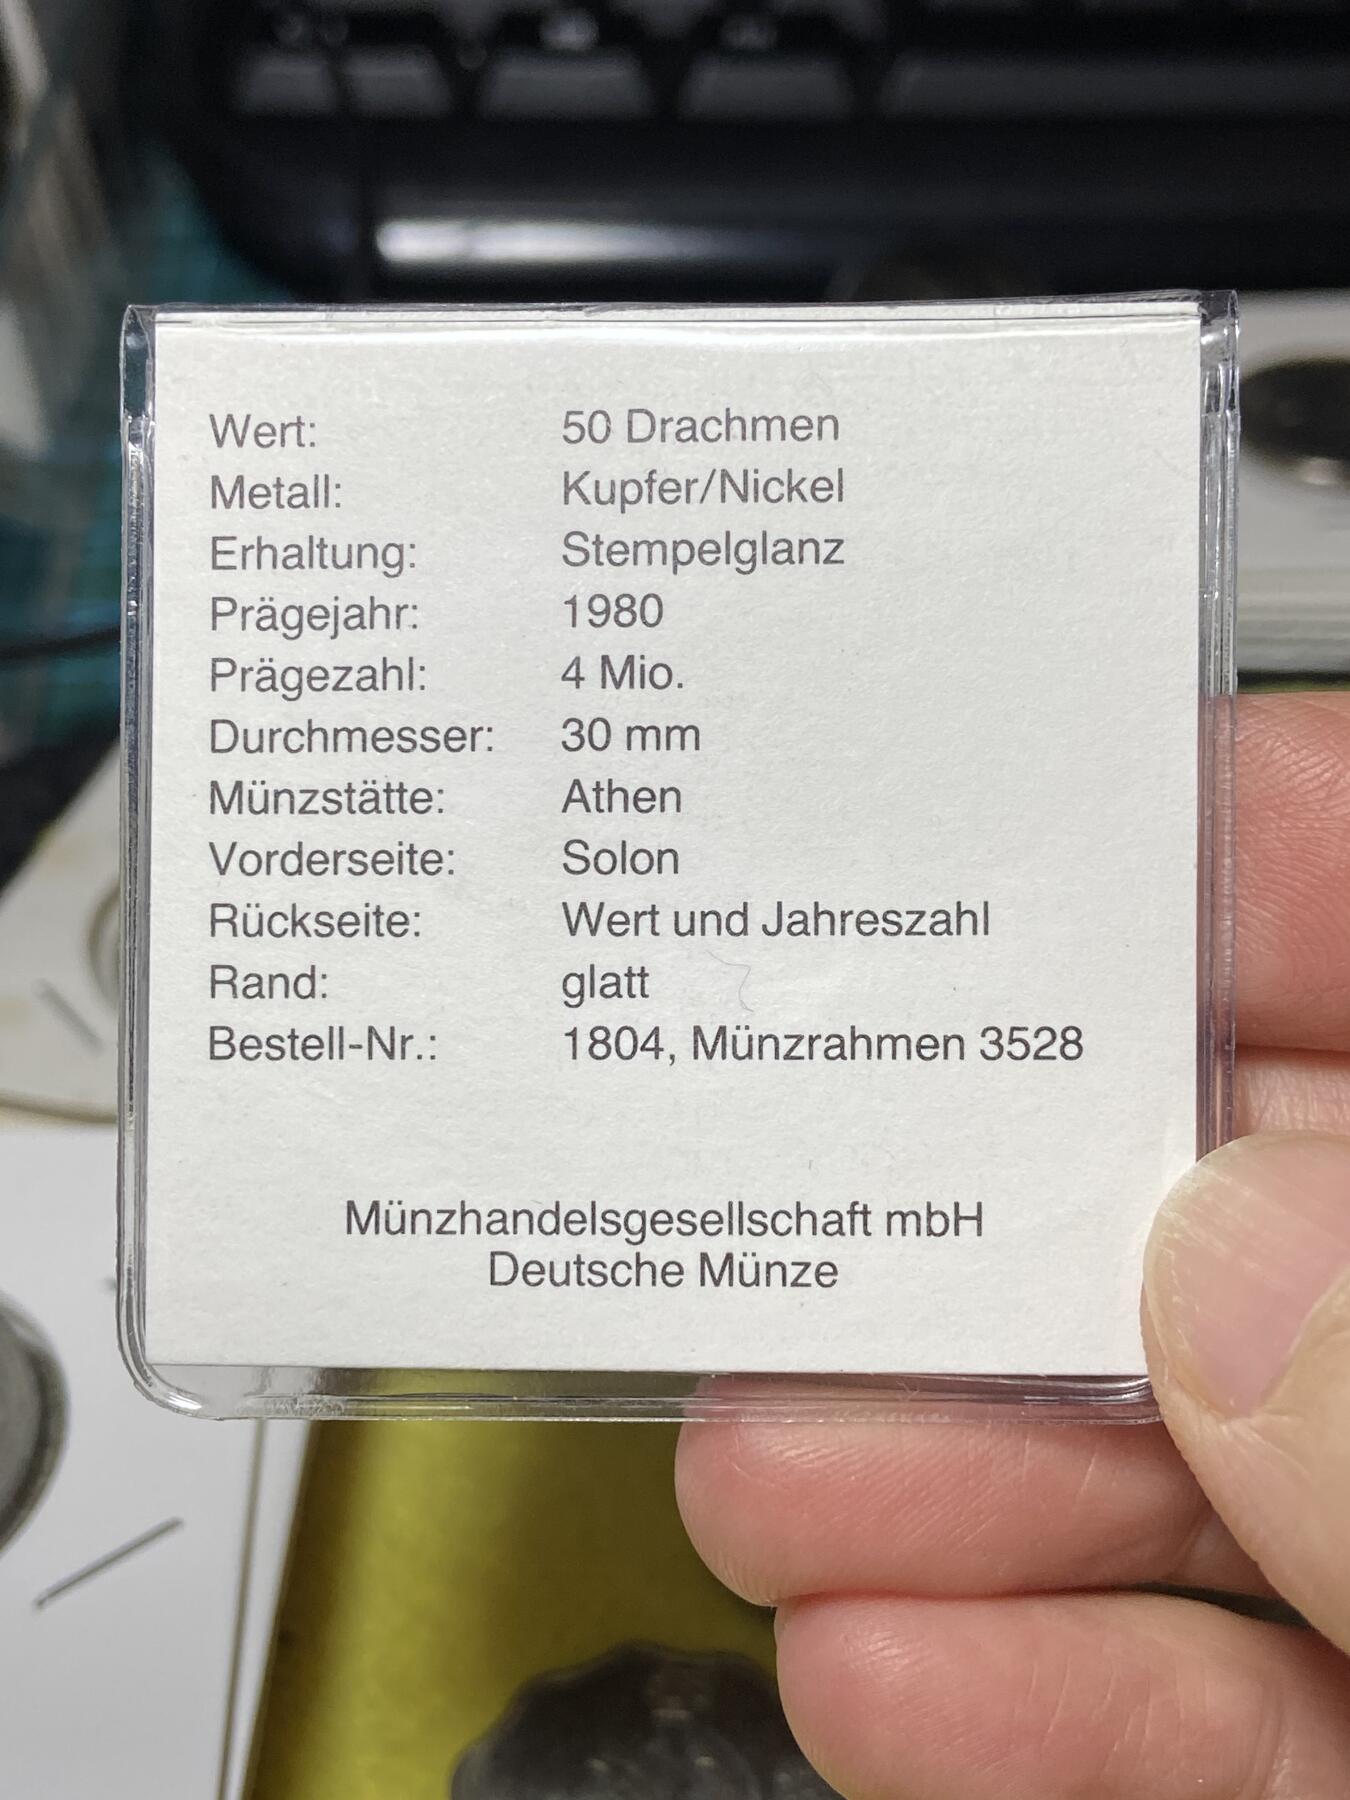 Wert: 50 Drachmen
Metall: Kupfer/Nickel
Erhaltung: Stempelglanz
Prägejahr: 1980
Prägezahl: 4 Mio.
Durchmesser: 30 mm
Münzstätte: Athen
Vorderseite: Solon
Rückseite: Wert und Jahreszahl
Rand: glatt
Bestell-Nr.: 1804, Münzrahmen 3528
Münzhandelsgesellschaft mbH
Deutsche Münze